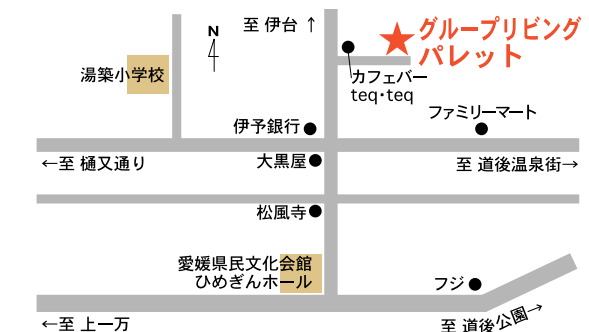 至 伊台 ↑
グループリビング
パレット
N
湯築小学校
カフェバー
teq・teq
ファミリーマート
伊予銀行
←至 樋又通り
大黒屋
至 道後温泉街→
松風寺
愛媛県民文化会館
ひめぎんホール
フジ
←至 上一万
至 道後公園→